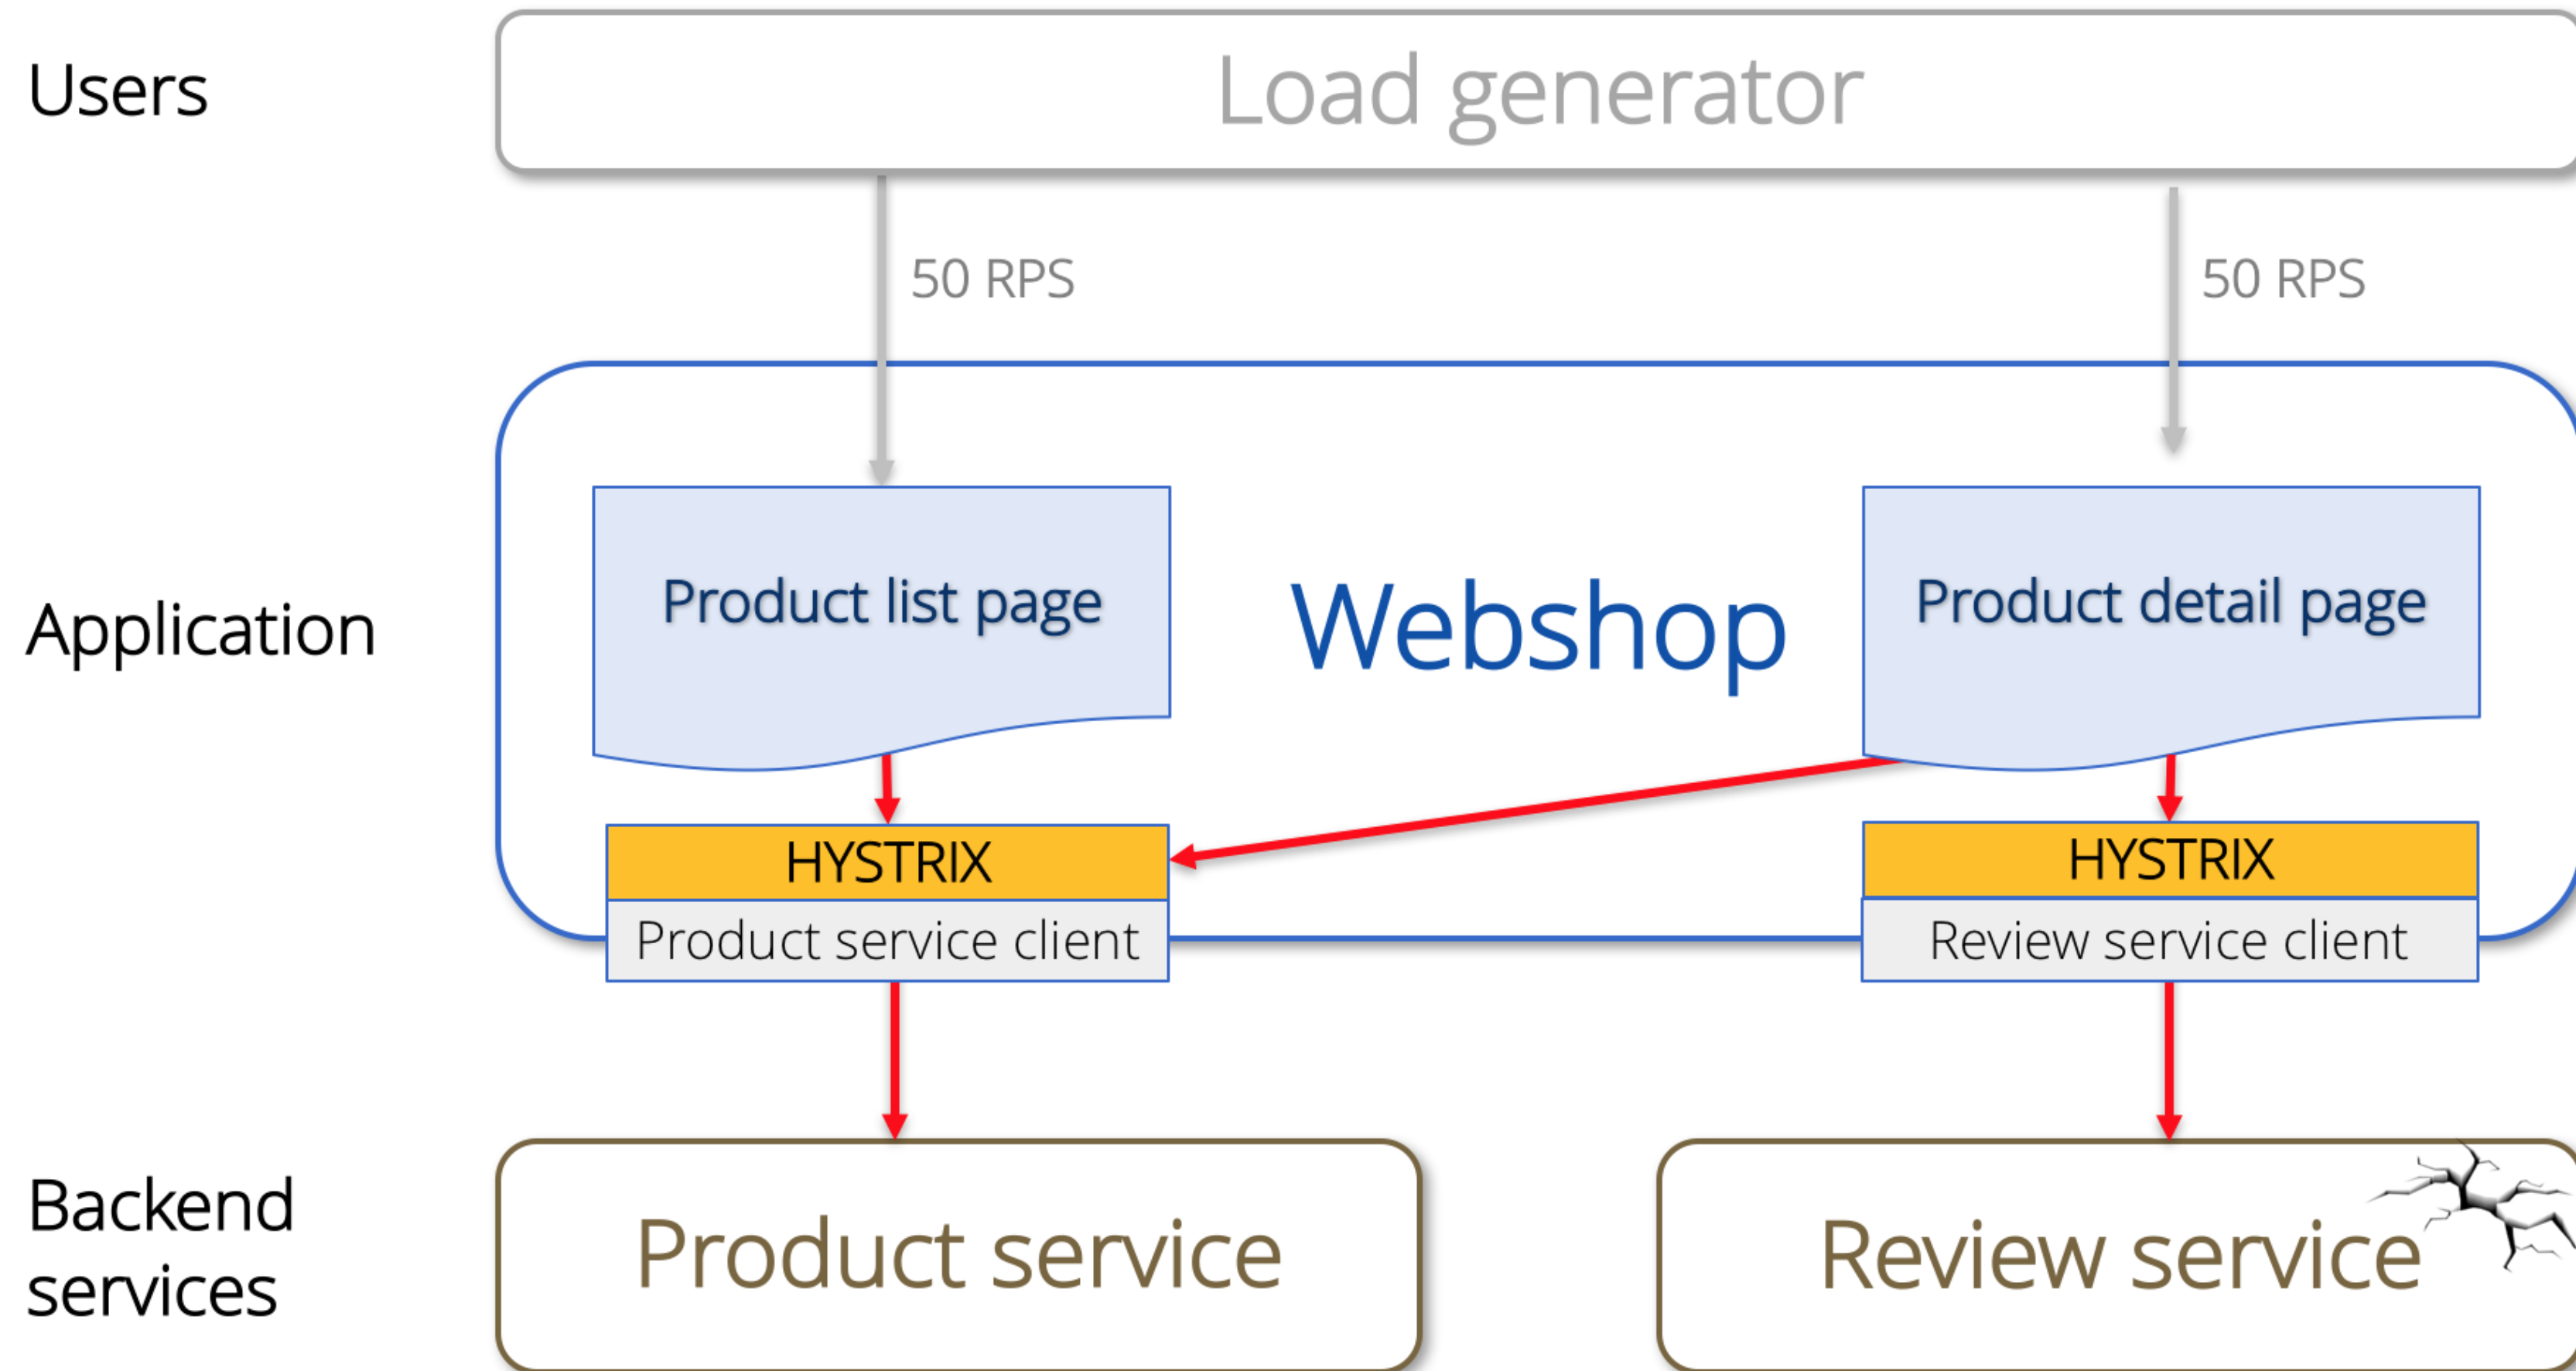 Users
Load generator
50 RPS
50 RPS
Application
Product list page
Webshop
Product detail page
HYSTRIX
HYSTRIX
Product service client
Review service client
Backend
services
Product service
Review service